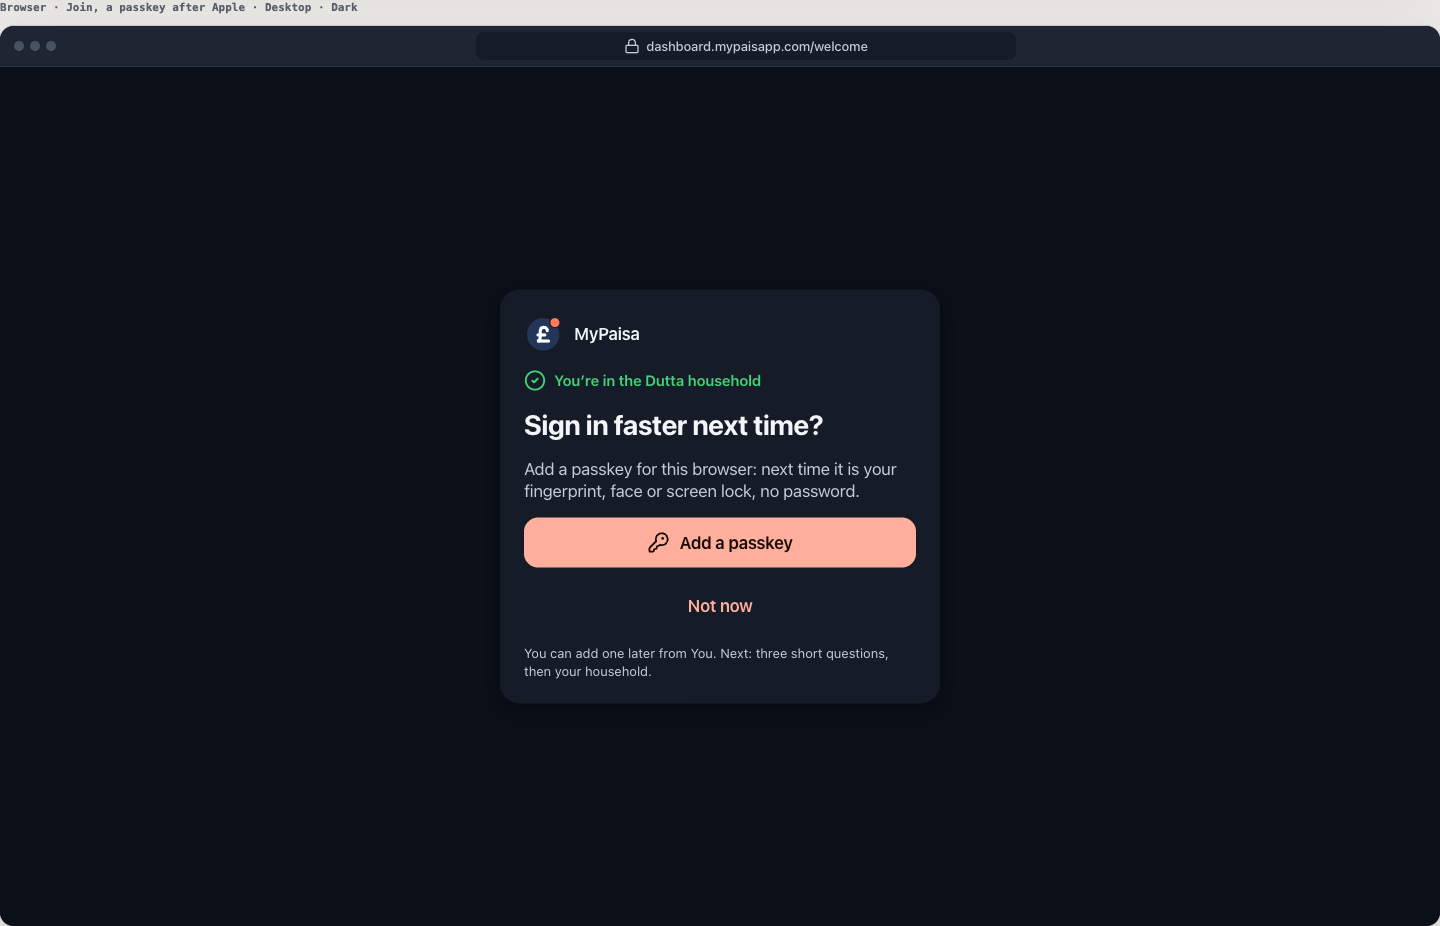 Browser · Join, a passkey after Apple · Desktop · Dark
dashboard.mypaisapp.com/welcome
£
MyPaisa
You’re in the Dutta household
Sign in faster next time?
Add a passkey for this browser: next time it is your
fingerprint, face or screen lock, no password.
Add a passkey
Not now
You can add one later from You. Next: three short questions,
then your household.